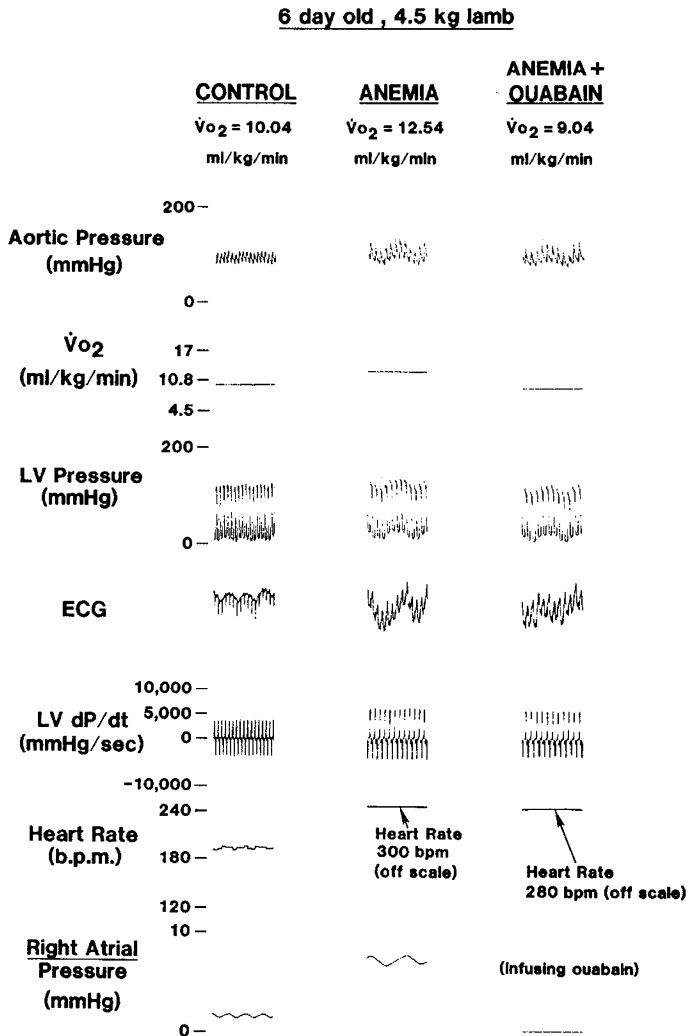 6 day old , 4.5 kg lamb
CONTROL
ANEMIA
ANEMIA +
OUABAIN
V̇o2 = 10.04
ml/kg/min
V̇o2 = 12.54
ml/kg/min
V̇o2 = 9.04
ml/kg/min
Aortic Pressure
(mmHg)
200
0
V̇o2
(ml/kg/min)
17
10.8
4.5
LV Pressure
(mmHg)
200
0
ECG
LV dP/dt
(mmHg/sec)
10,000
5,000
0
-10,000
Heart Rate
(b.p.m.)
240
180
120
Heart Rate
300 bpm
(off scale)
Heart Rate
280 bpm (off scale)
Right Atrial
Pressure
(mmHg)
10
0
(Infusing ouabain)